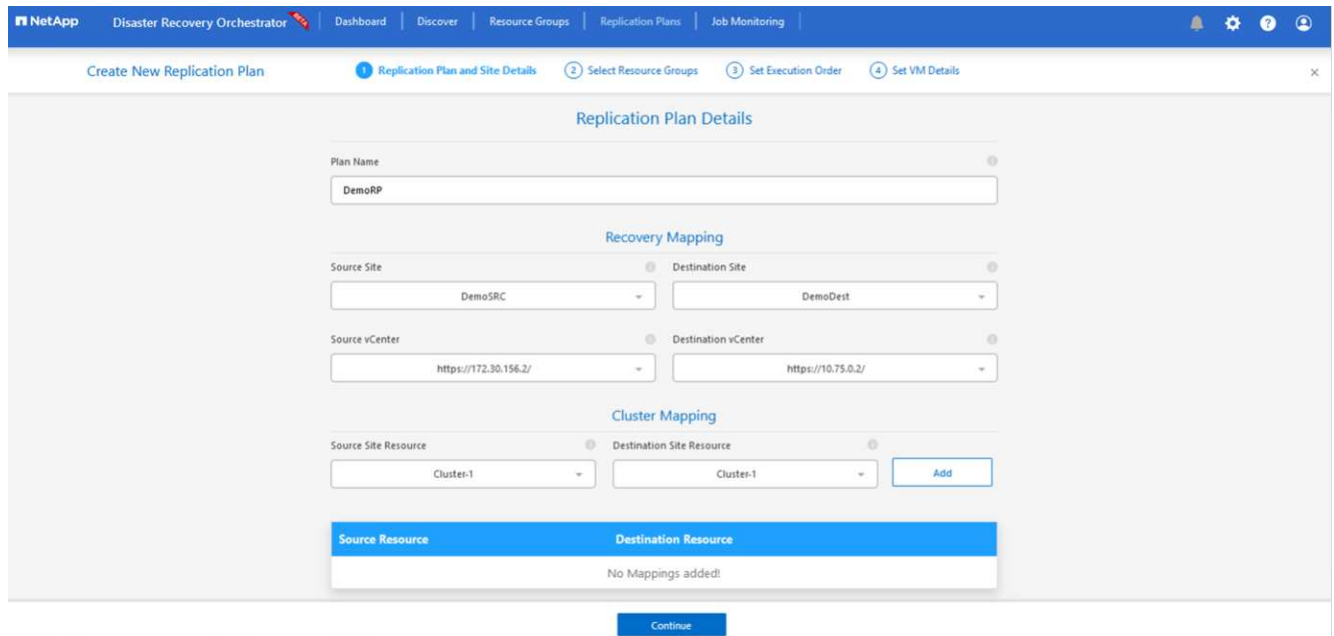 NetApp Disaster Recovery Orchestrator Dashboard Discover Resource Groups Replication Plans Job Monitoring ?
Create New Replication Plan 1 Replication Plan and Site Details 2 Select Resource Groups 3 Set Execution Order 4 Set VM Details ×
Replication Plan Details
Plan Name
DemoRP
Recovery Mapping
Source Site Destination Site
DemoSRC DemoDest
Source vCenter Destination vCenter
https://172.30.156.2/ https://10.75.0.2/
Cluster Mapping
Source Site Resource Destination Site Resource
Cluster-1 Cluster-1 Add
Source Resource Destination Resource
No Mappings added!
Continue